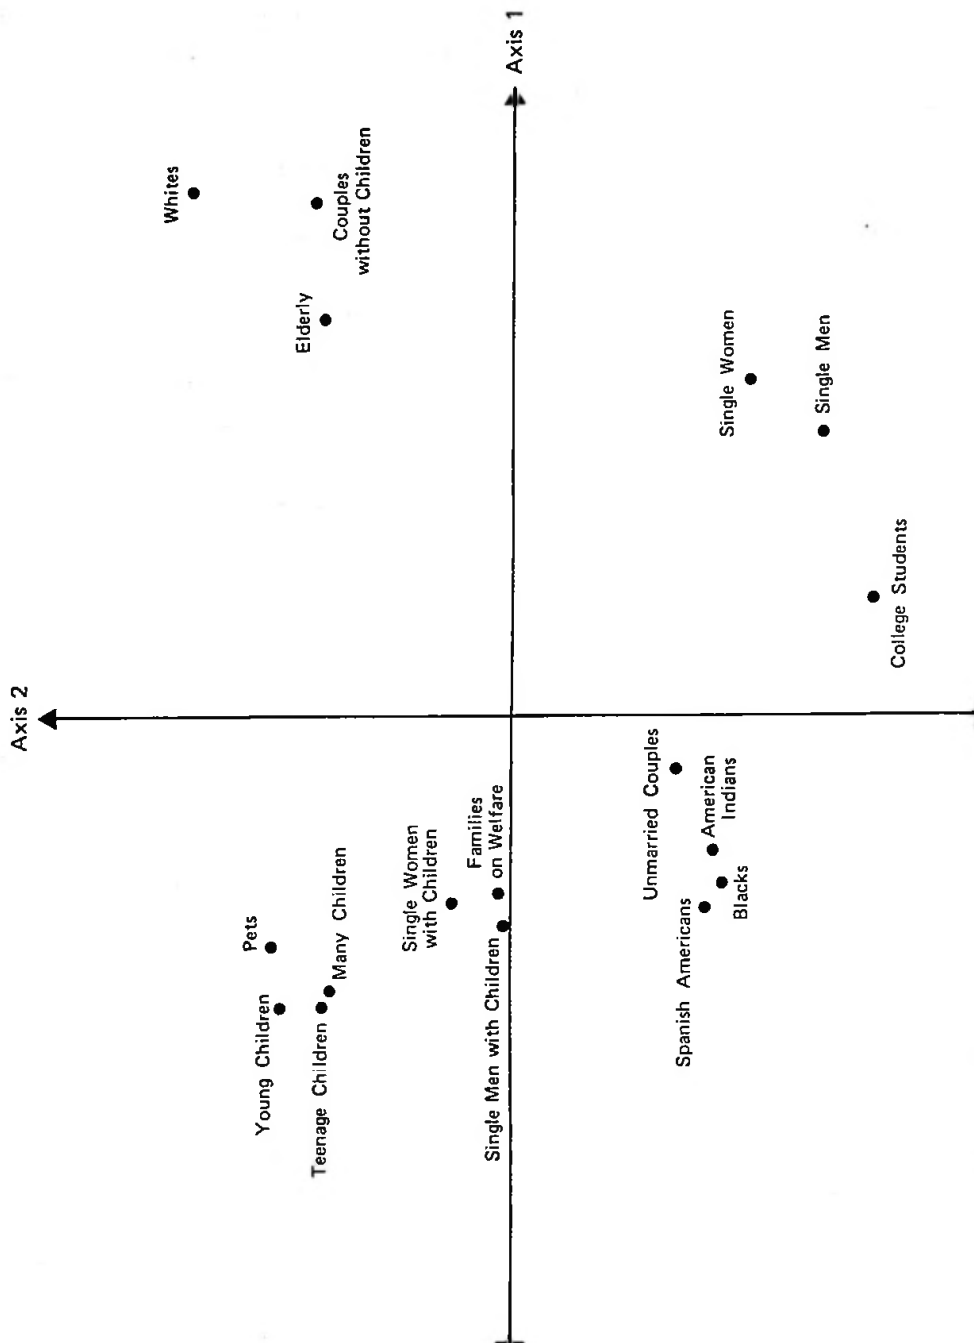 Axis 2
Axis 1
Whites
Couples
without Children
Elderly
Single Women
Single Men
College Students
Pets
Young Children
Many Children
Teenage Children
Single Women
with Children
Families
on Welfare
Single Men with Children
Unmarried Couples
American
Indians
Blacks
Spanish Americans